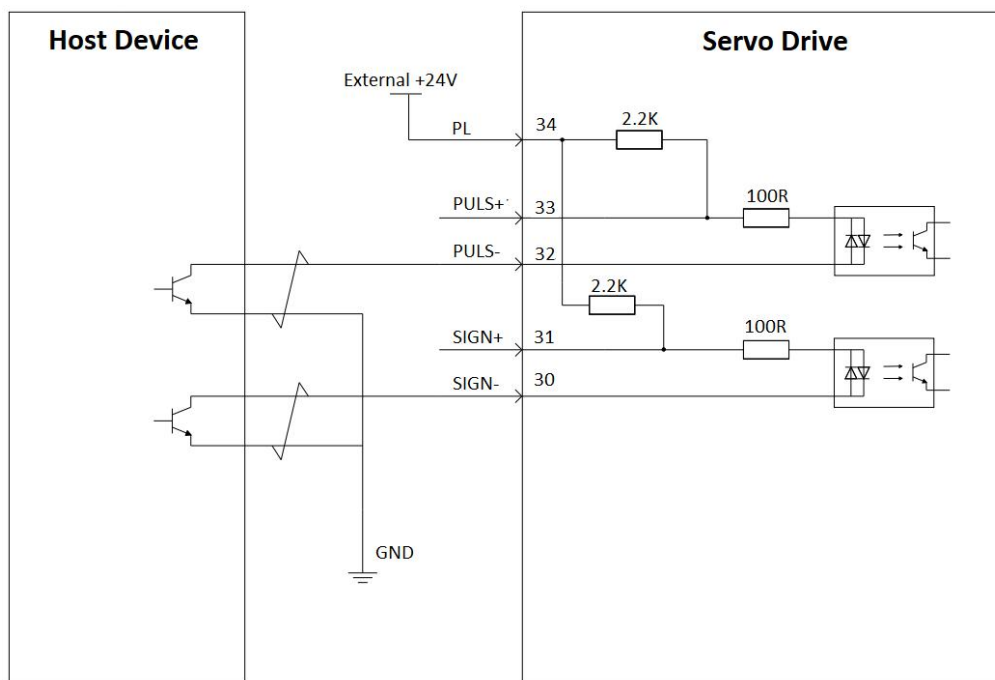 Host Device
Servo Drive
External +24V
PL
34
2.2K
PULS+
33
100R
PULS-
32
2.2K
SIGN+
31
100R
SIGN-
30
GND